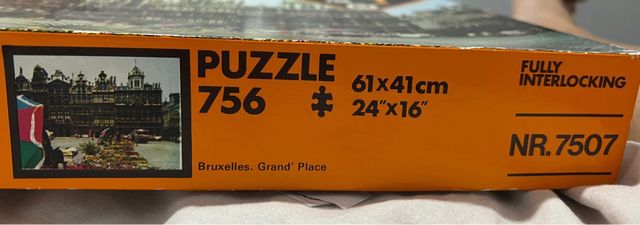 PUZZLE
756
61x41cm
24"x16"
FULLY
INTERLOCKING
NR.7507
Bruxelles. Grand' Place